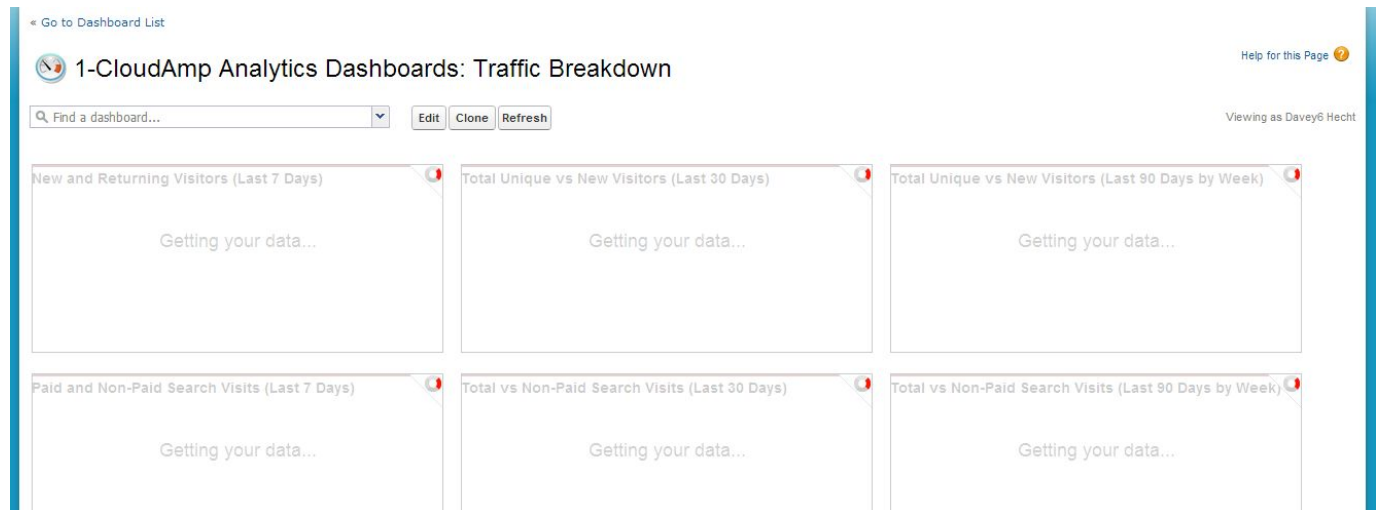 « Go to Dashboard List
Help for this Page ?
1-CloudAmp Analytics Dashboards: Traffic Breakdown
Find a dashboard... Edit Clone Refresh Viewing as Davey6 Hecht
New and Returning Visitors (Last 7 Days)
Getting your data...
Total Unique vs New Visitors (Last 30 Days)
Getting your data...
Total Unique vs New Visitors (Last 90 Days by Week)
Getting your data...
Paid and Non-Paid Search Visits (Last 7 Days)
Getting your data...
Total vs Non-Paid Search Visits (Last 30 Days)
Getting your data...
Total vs Non-Paid Search Visits (Last 90 Days by Week)
Getting your data...